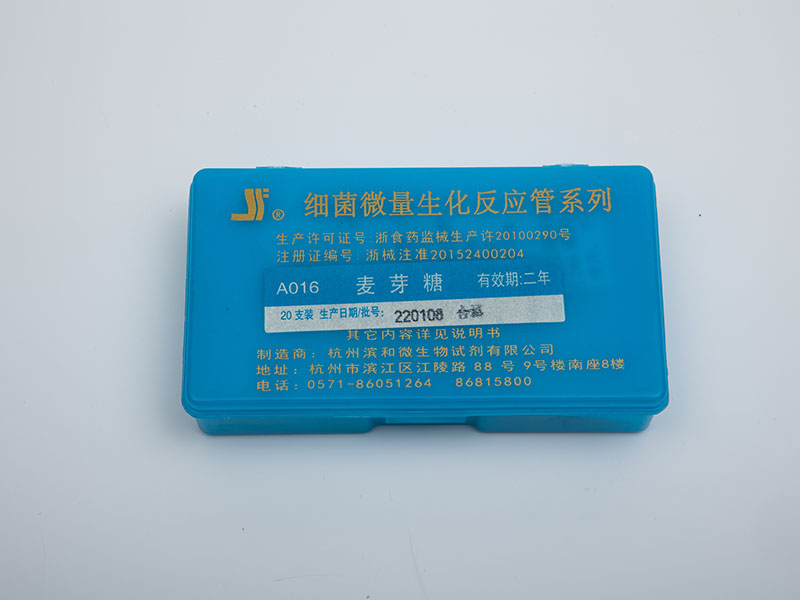 JF® 细菌微量生化反应管系列
生产许可证号:浙食药监械生产许20100290号
注册证编号:浙械注准20152400204
A016 麦芽糖 有效期:二年
20支装 生产日期/批号: 220108 合格
其它内容详见说明书
制造商:杭州滨和微生物试剂有限公司
地址:杭州市滨江区江陵路 88 号 9号楼南座8楼
电话:0571~86051264 86815800